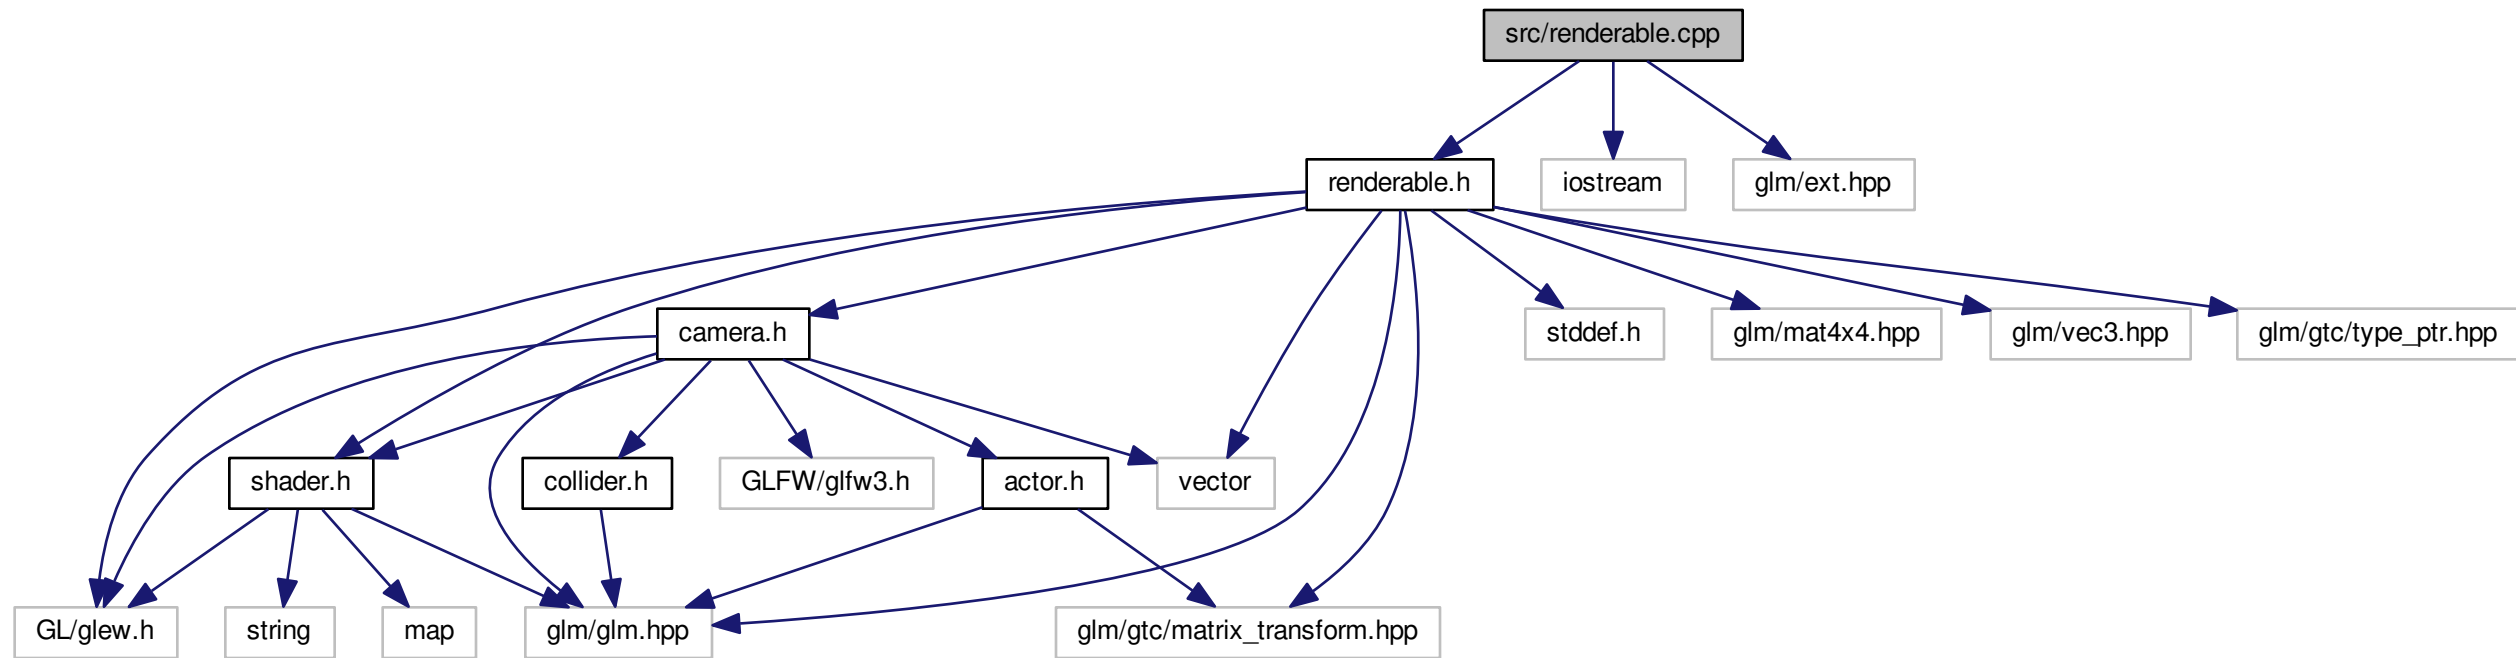 src/renderable.cpp
renderable.h
iostream
glm/ext.hpp
camera.h
stddef.h
glm/mat4x4.hpp
glm/vec3.hpp
glm/gtc/type_ptr.hpp
shader.h
collider.h
GLFW/glfw3.h
actor.h
vector
GL/glew.h
string
map
glm/glm.hpp
glm/gtc/matrix_transform.hpp